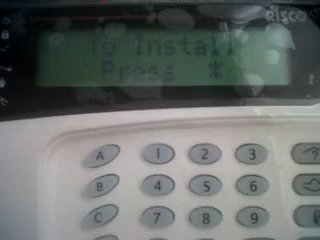 RISCO
To Install
Press *
A 1 2 3
B 4 5 6
C 7 8 9